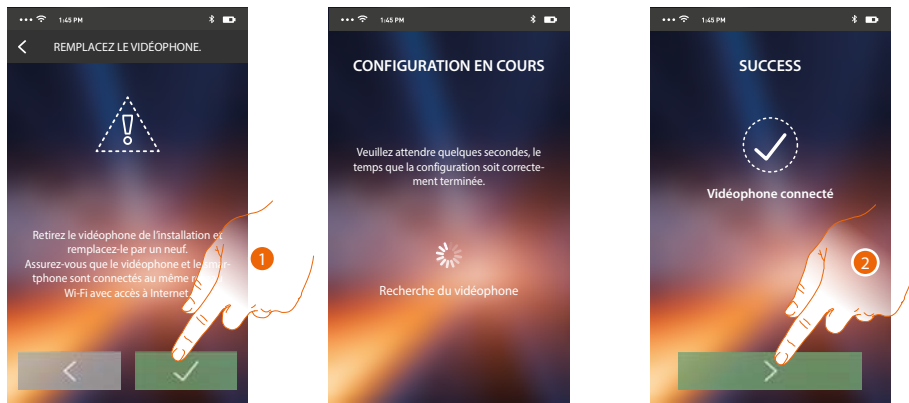 1:45 PM
REMPLACEZ LE VIDÉOPHONE.
Retirez le vidéophone de l'installation et
remplacez-le par un neuf.
Assurez-vous que le vidéophone et le smar-
tphone sont connectés au même
Wi-Fi avec accès à Internet
1
1:45 PM
CONFIGURATION EN COURS
Veuillez attendre quelques secondes, le
temps que la configuration soit correcte-
ment terminée.
Recherche du vidéophone
1:45 PM
SUCCESS
Vidéophone connecté
2